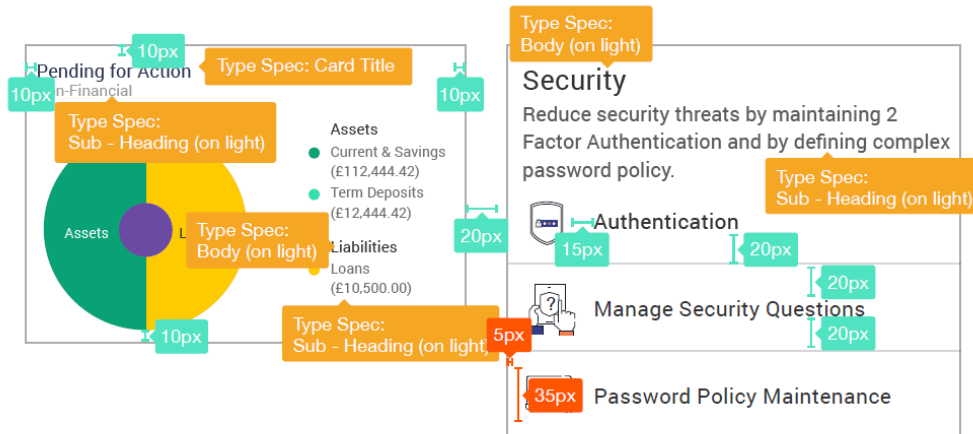 10px
Type Spec: Card Title
Pending for Action
10px
n-Financial
10px
Type Spec:
Sub - Heading (on light)
Assets
Current & Savings
(£112,444.42)
Term Deposits
(£12,444.42)
Assets
L
Type Spec:
Body (on light)
Liabilities
Loans
(£10,500.00)
Type Spec:
Sub - Heading (on light)
10px
20px
Type Spec:
Body (on light)
Security
Reduce security threats by maintaining 2
Factor Authentication and by defining complex
password policy.
Type Spec:
Sub - Heading (on light)
Authentication
15px
20px
20px
Manage Security Questions
20px
5px
35px
Password Policy Maintenance